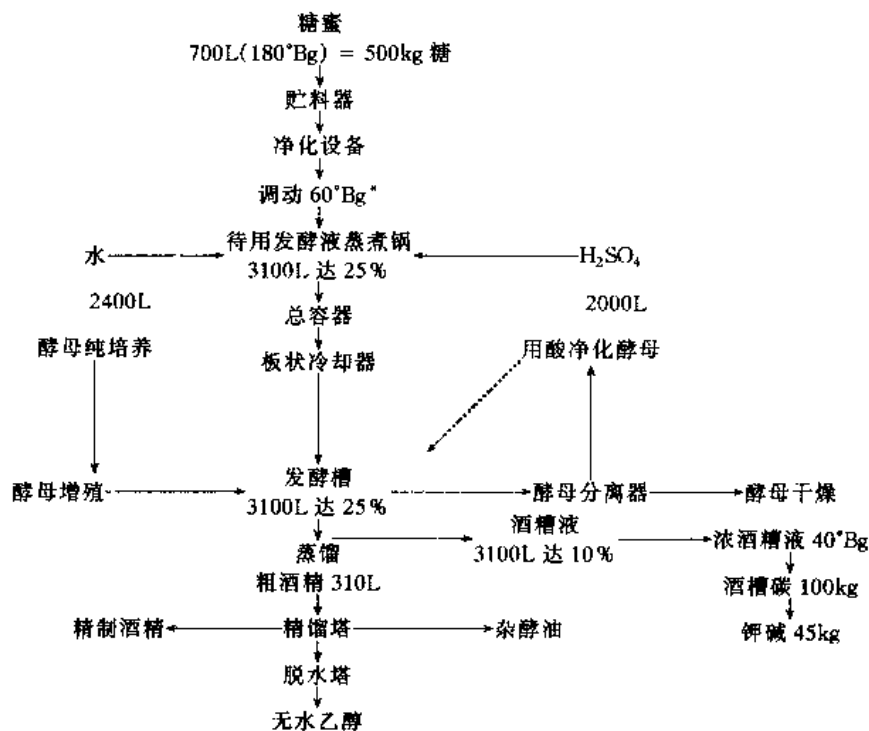 糖蜜
700L(180°Bg) = 500kg 糖
贮料器
净化设备
调动 60°Bg*
待用发酵液蒸煮锅
水
3100L 达 25%
H₂SO₄
2400L
2000L
总容器
酵母纯培养
板状冷却器
用酸净化酵母
发酵槽
酵母增殖
3100L 达 25%
酵母分离器
酵母干燥
酒糟液
3100L 达 10%
浓酒糟液 40°Bg
蒸馏
粗酒精 310L
酒槽碳 100kg
精制酒精
精馏塔
杂酵油
钾碱 45kg
脱水塔
无水乙醇